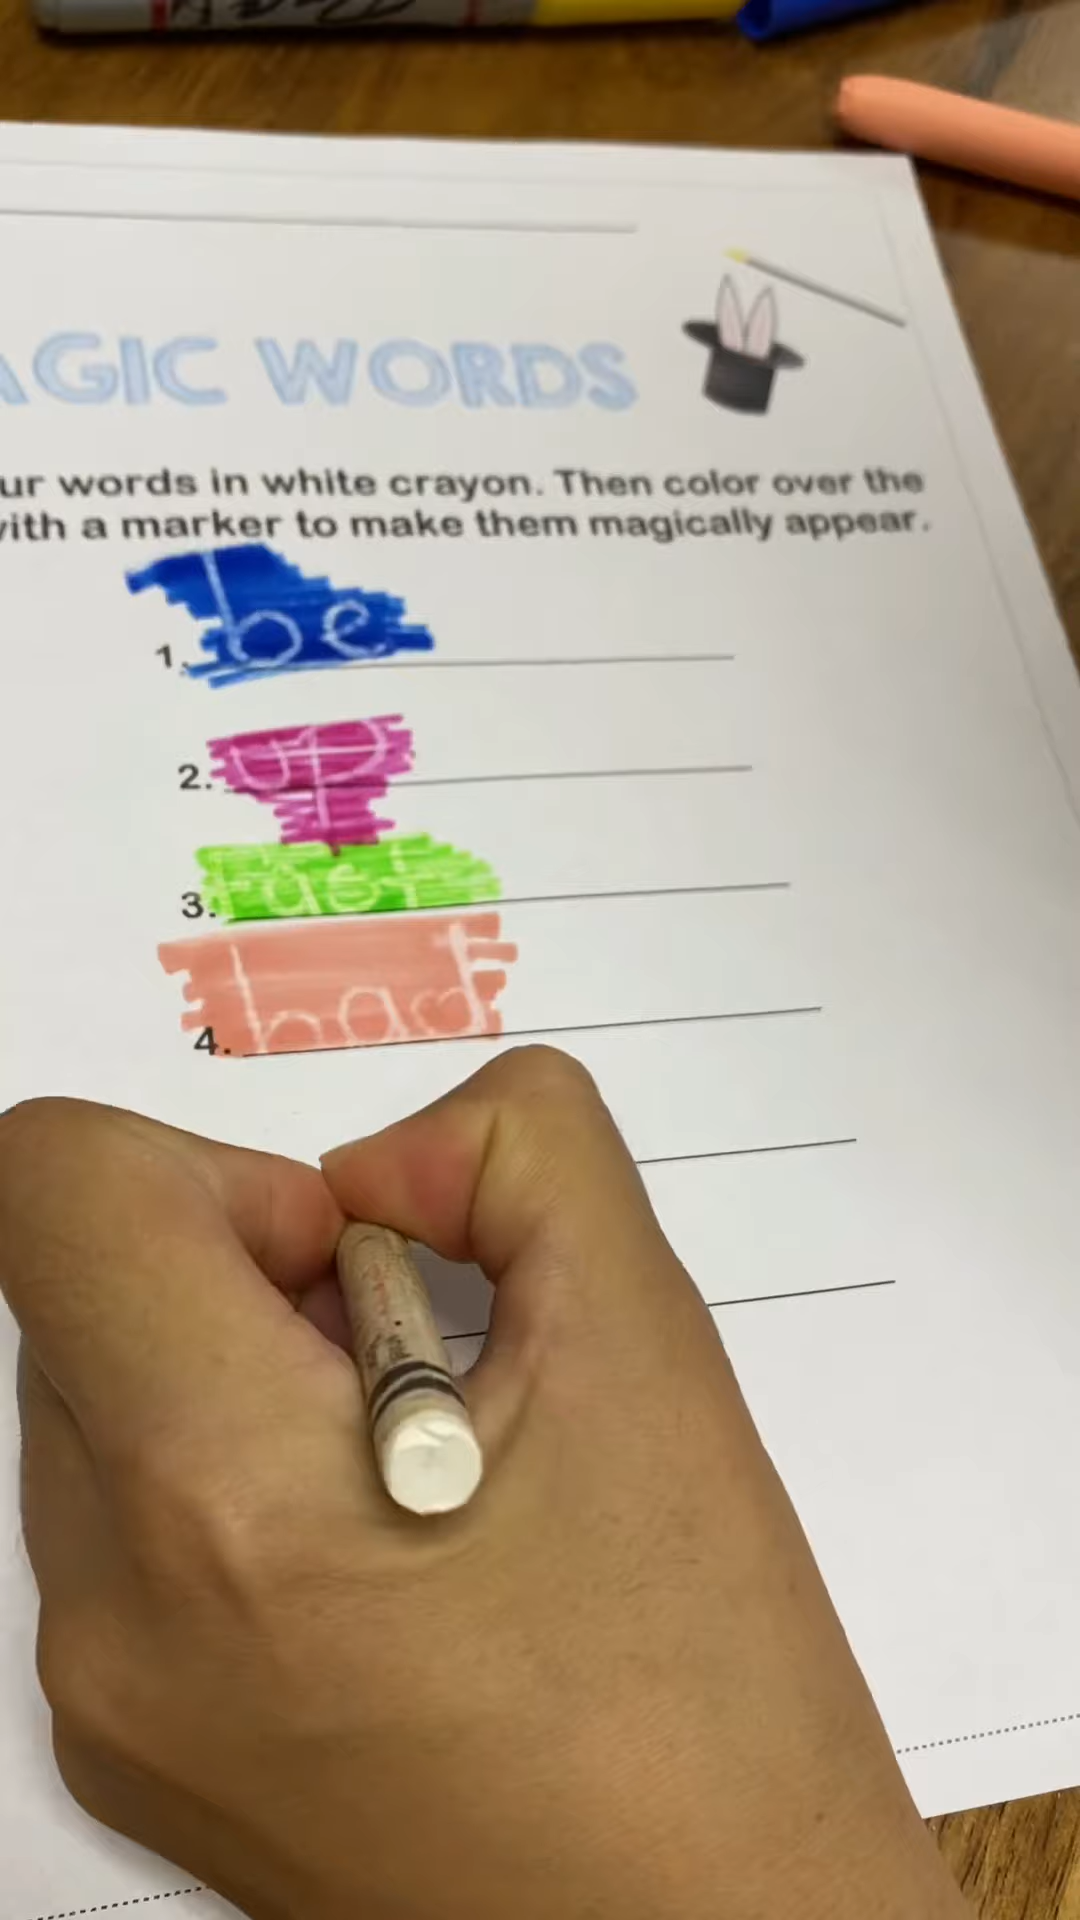 AGIC WORDS
ur words in white crayon. Then color over the
with a marker to make them magically appear.
1. be
2. up
3. fast
4. had